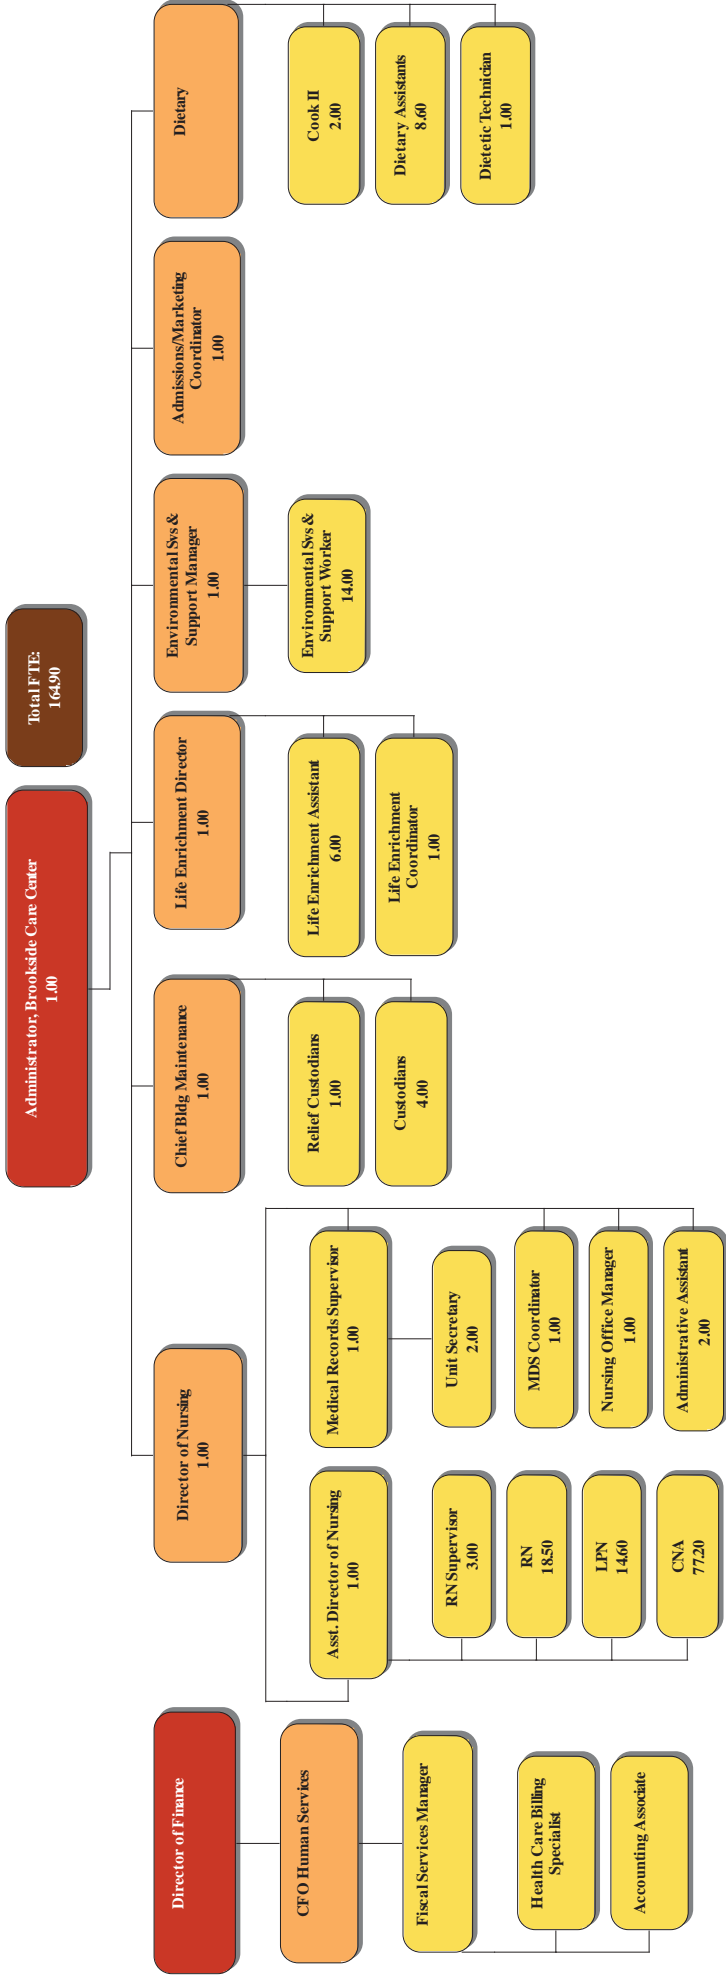 Administrator, Brookside Care Center
1.00
Total FTE:
164.90
Director of Finance
CFO Human Services
Fiscal Services Manager
Health Care Billing
Specialist
Accounting Associate
Director of Nursing
1.00
Asst. Director of Nursing
1.00
RN Supervisor
3.00
RN
18.50
LPN
14.60
CNA
77.20
Medical Records Supervisor
1.00
Unit Secretary
2.00
MDS Coordinator
1.00
Nursing Office Manager
1.00
Administrative Assistant
2.00
Chief Bldg Maintenance
1.00
Relief Custodians
1.00
Custodians
4.00
Life Enrichment Director
1.00
Life Enrichment Assistant
6.00
Life Enrichment
Coordinator
1.00
Environmental Svs &
Support Manager
1.00
Environmental Svs &
Support Worker
14.00
Admissions/Marketing
Coordinator
1.00
Dietary
Cook II
2.00
Dietary Assistants
8.60
Dietetic Technician
1.00